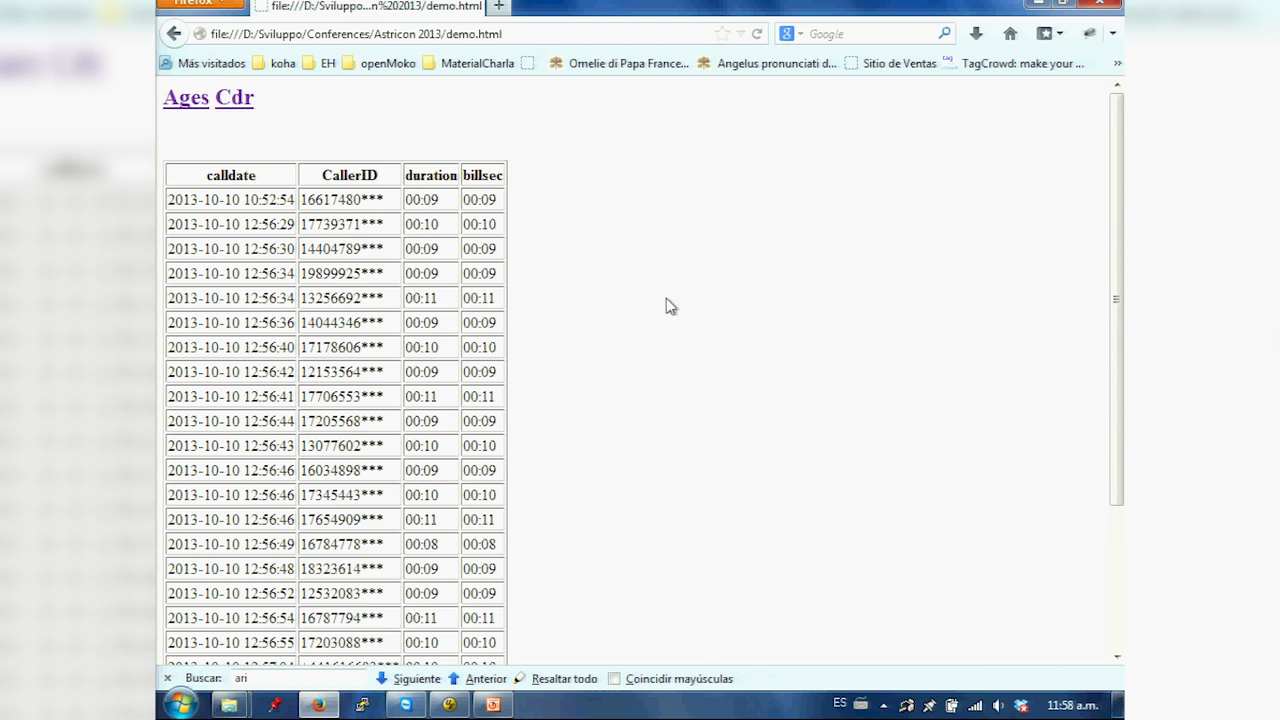 Firefox
file:///D:/Sviluppo...n%202013/demo.html
file:///D:/Sviluppo/Conferences/Astricon 2013/demo.html
Google
Más visitados koha EH openMoko MaterialCharla Omelie di Papa France... Angelus pronunciati d... Sitio de Ventas TagCrowd: make your ... »
Ages Cdr
calldate CallerID duration billsec
2013-10-10 10:52:54 16617480*** 00:09 00:09
2013-10-10 12:56:29 17739371*** 00:10 00:10
2013-10-10 12:56:30 14404789*** 00:09 00:09
2013-10-10 12:56:34 19899925*** 00:09 00:09
2013-10-10 12:56:34 13256692*** 00:11 00:11
2013-10-10 12:56:36 14044346*** 00:09 00:09
2013-10-10 12:56:40 17178606*** 00:10 00:10
2013-10-10 12:56:42 12153564*** 00:09 00:09
2013-10-10 12:56:41 17706553*** 00:11 00:11
2013-10-10 12:56:44 17205568*** 00:09 00:09
2013-10-10 12:56:43 13077602*** 00:10 00:10
2013-10-10 12:56:46 16034898*** 00:09 00:09
2013-10-10 12:56:46 17345443*** 00:10 00:10
2013-10-10 12:56:46 17654909*** 00:11 00:11
2013-10-10 12:56:49 16784778*** 00:08 00:08
2013-10-10 12:56:48 18323614*** 00:09 00:09
2013-10-10 12:56:52 12532083*** 00:09 00:09
2013-10-10 12:56:54 16787794*** 00:11 00:11
2013-10-10 12:56:55 17203088*** 00:10 00:10
Buscar: ari Siguiente Anterior Resaltar todo Coincidir mayúsculas
ES 11:58 a.m.